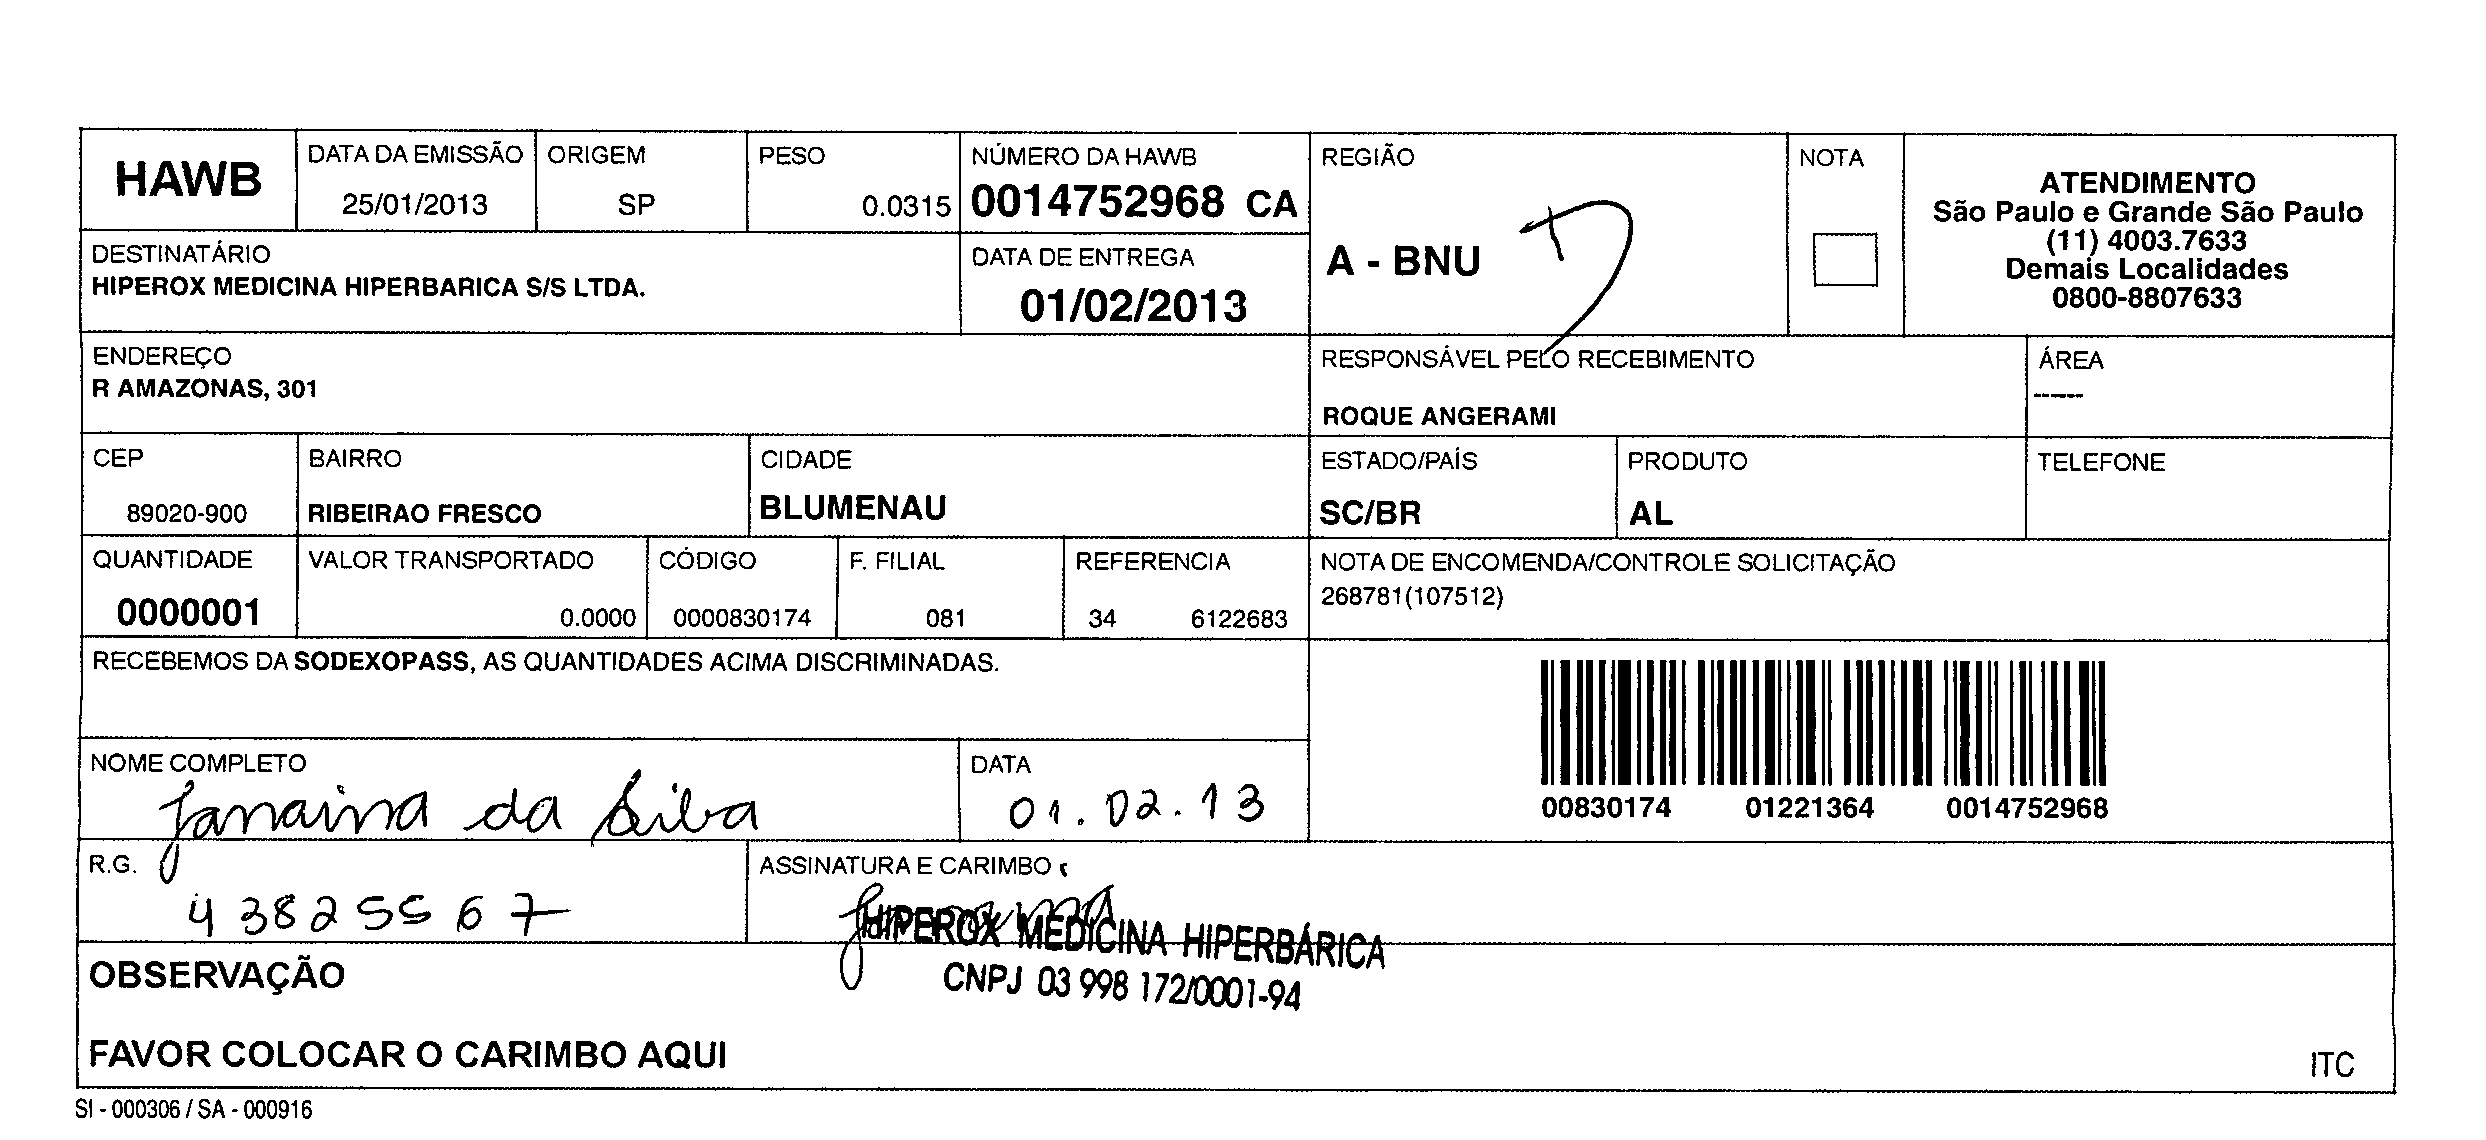 HAWB
DATA DA EMISSÃO
25/01/2013
ORIGEM
SP
PESO
0.0315
NÚMERO DA HAWB
0014752968 CA
REGIÃO
A - BNU
NOTA
ATENDIMENTO
São Paulo e Grande São Paulo
(11) 4003.7633
Demais Localidades
0800-8807633
DESTINATÁRIO
HIPEROX MEDICINA HIPERBARICA S/S LTDA.
DATA DE ENTREGA
01/02/2013
ENDEREÇO
R AMAZONAS, 301
RESPONSÁVEL PELO RECEBIMENTO
ROQUE ANGERAMI
ÁREA
------
CEP
89020-900
BAIRRO
RIBEIRAO FRESCO
CIDADE
BLUMENAU
ESTADO/PAÍS
SC/BR
PRODUTO
AL
TELEFONE
QUANTIDADE
0000001
VALOR TRANSPORTADO
0.0000
CÓDIGO
0000830174
F. FILIAL
081
REFERENCIA
34 6122683
NOTA DE ENCOMENDA/CONTROLE SOLICITAÇÃO
268781(107512)
RECEBEMOS DA SODEXOPASS, AS QUANTIDADES ACIMA DISCRIMINADAS.
00830174 01221364 0014752968
NOME COMPLETO
Janaina da Silva
DATA
01.02.13
R.G.
43825567
ASSINATURA E CARIMBO
Janaina
HIPEROX MEDICINA HIPERBÁRICA
CNPJ 03 998 172/0001-94
OBSERVAÇÃO
FAVOR COLOCAR O CARIMBO AQUI
ITC
SI - 000306 / SA - 000916